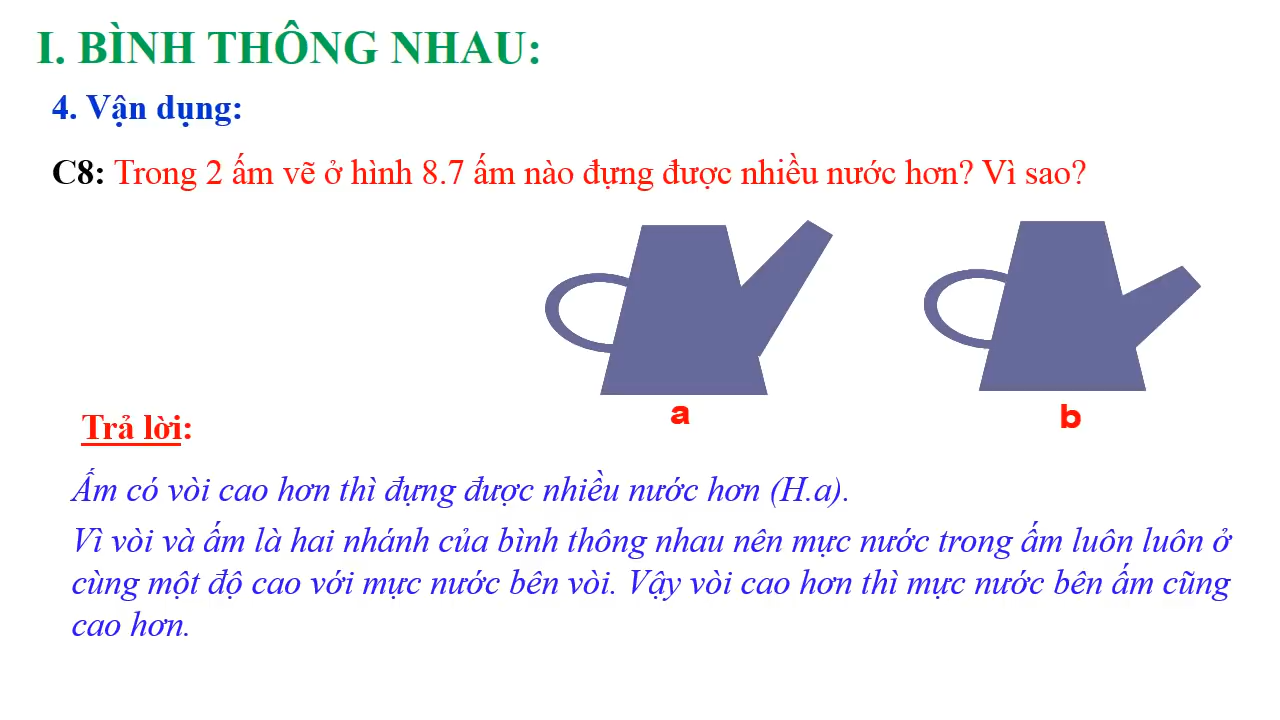 I. BÌNH THÔNG NHAU:
4. Vận dụng:
C8: Trong 2 ấm vẽ ở hình 8.7 ấm nào đựng được nhiều nước hơn? Vì sao?
a
b
Trả lời:
Ấm có vòi cao hơn thì đựng được nhiều nước hơn (H.a).
Vì vòi và ấm là hai nhánh của bình thông nhau nên mực nước trong ấm luôn luôn ở
cùng một độ cao với mực nước bên vòi. Vậy vòi cao hơn thì mực nước bên ấm cũng
cao hơn.